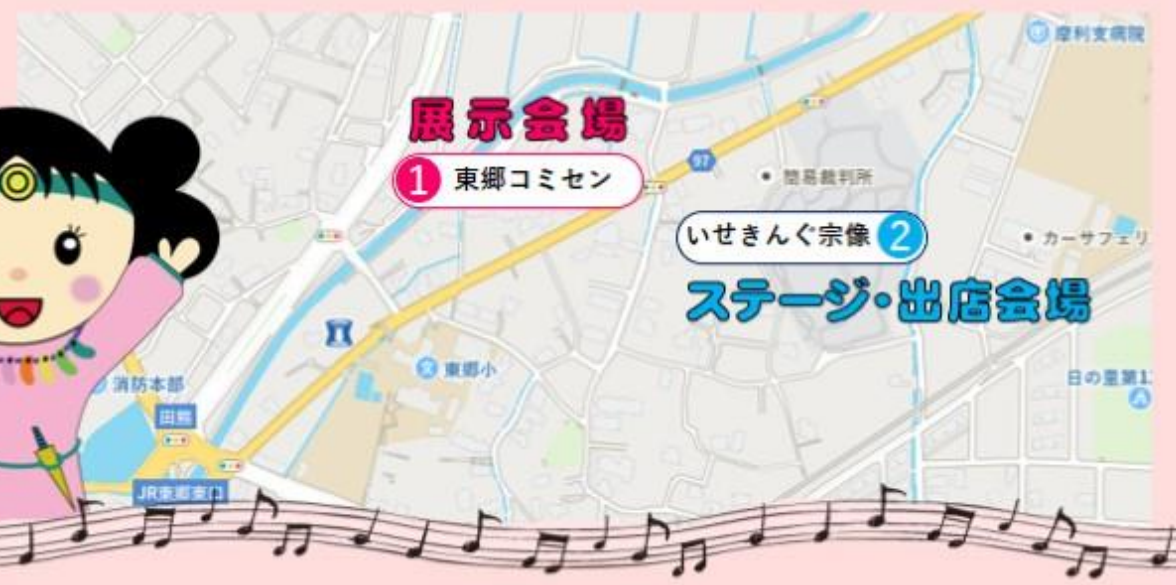 摩利支病院
展示会場
1 東郷コミセン
97
簡易裁判所
いせきんぐ宗像 2
カーサフェリ
ステージ・出店会場
文 東郷小
消防本部
日の里第1
田熊
JR東郷東口